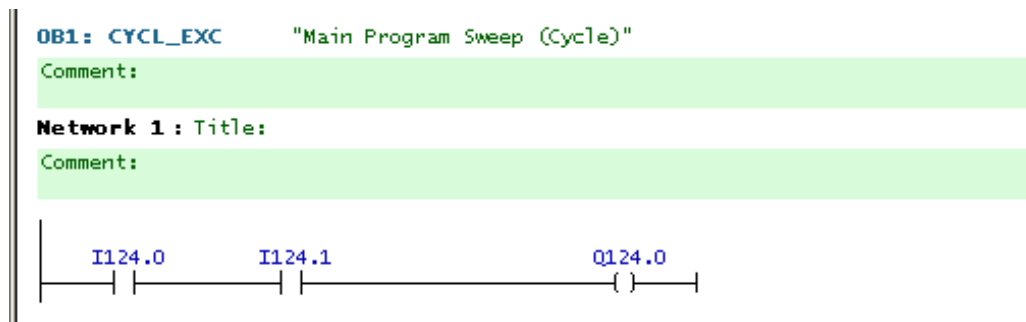 OB1: CYCL_EXC "Main Program Sweep (Cycle)"
Comment:
Network 1 : Title:
Comment:
I124.0 I124.1 Q124.0